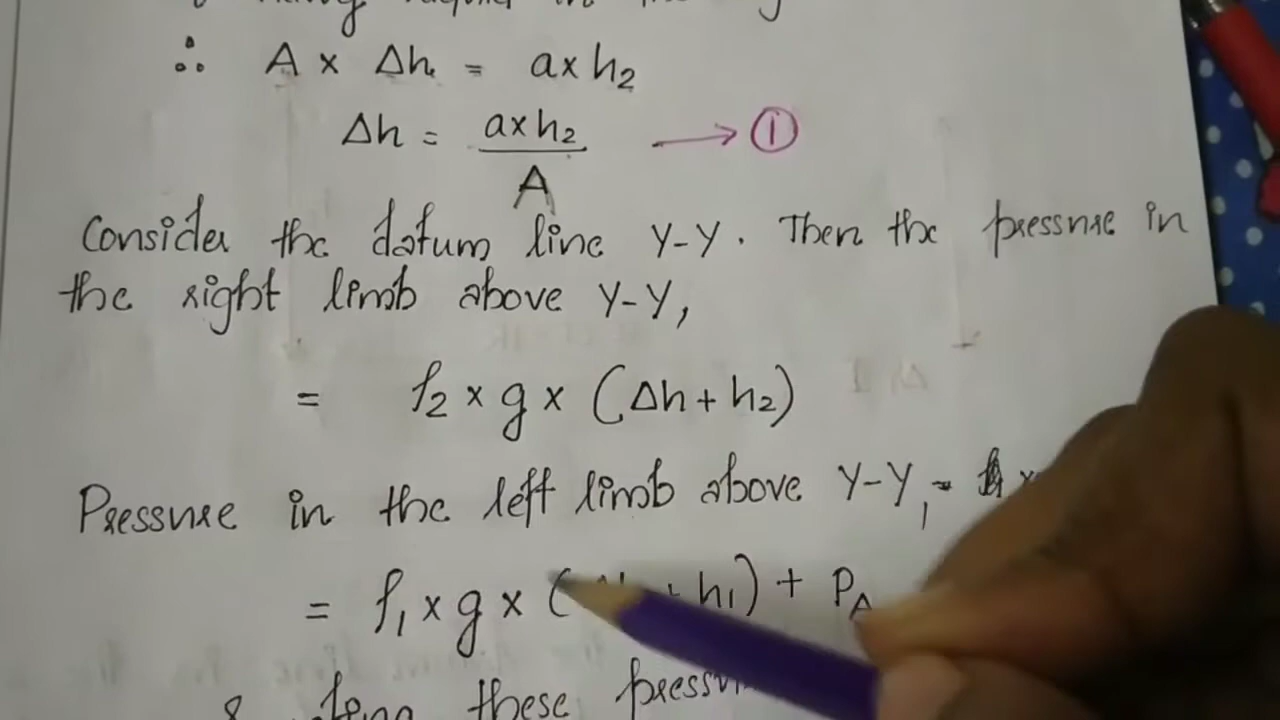 ∴ A × Δh = a×h₂
Δh = a×h₂ / A → ①
Consider the datum line Y-Y. Then the pressure in
the right limb above Y-Y,
= ρ₂ × g × (Δh + h₂)
Pressure in the left limb above Y-Y,
= ρ₁ × g × ( + h₁) + P_A
these